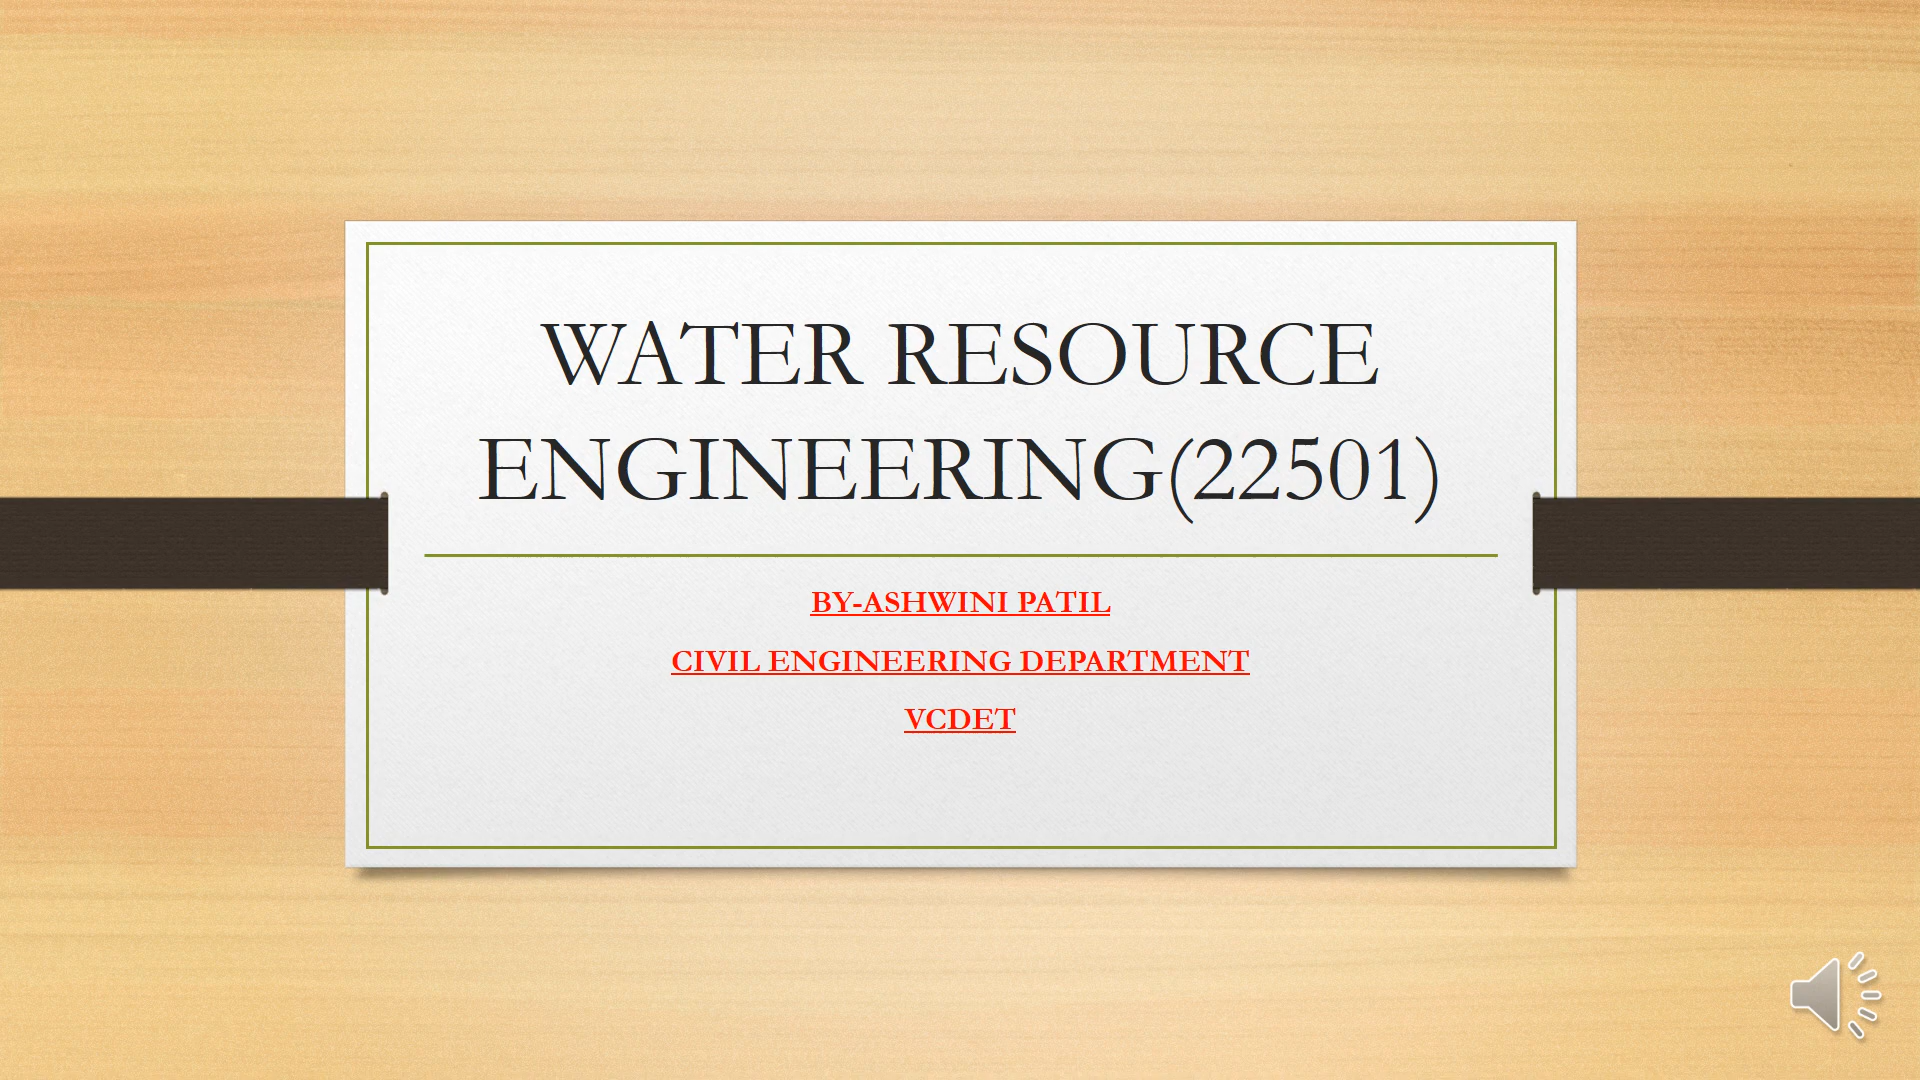 WATER RESOURCE
ENGINEERING(22501)
BY-ASHWINI PATIL
CIVIL ENGINEERING DEPARTMENT
VCDET